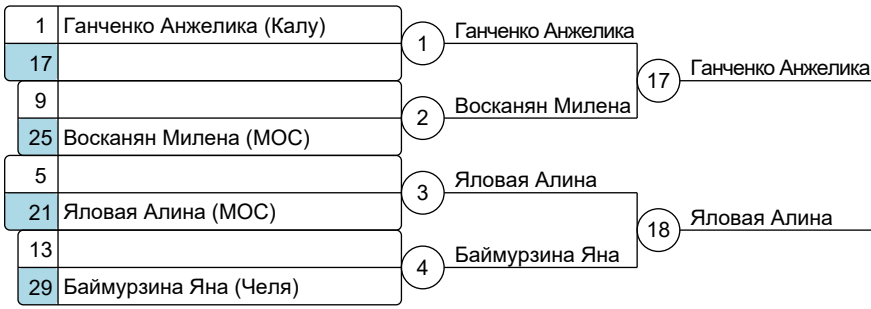 1 Ганченко Анжелика (Калу)
17
9
25 Восканян Милена (МОС)
5
21 Яловая Алина (МОС)
13
29 Баймурзина Яна (Челя)
1 Ганченко Анжелика
2 Восканян Милена
3 Яловая Алина
4 Баймурзина Яна
17 Ганченко Анжелика
18 Яловая Алина